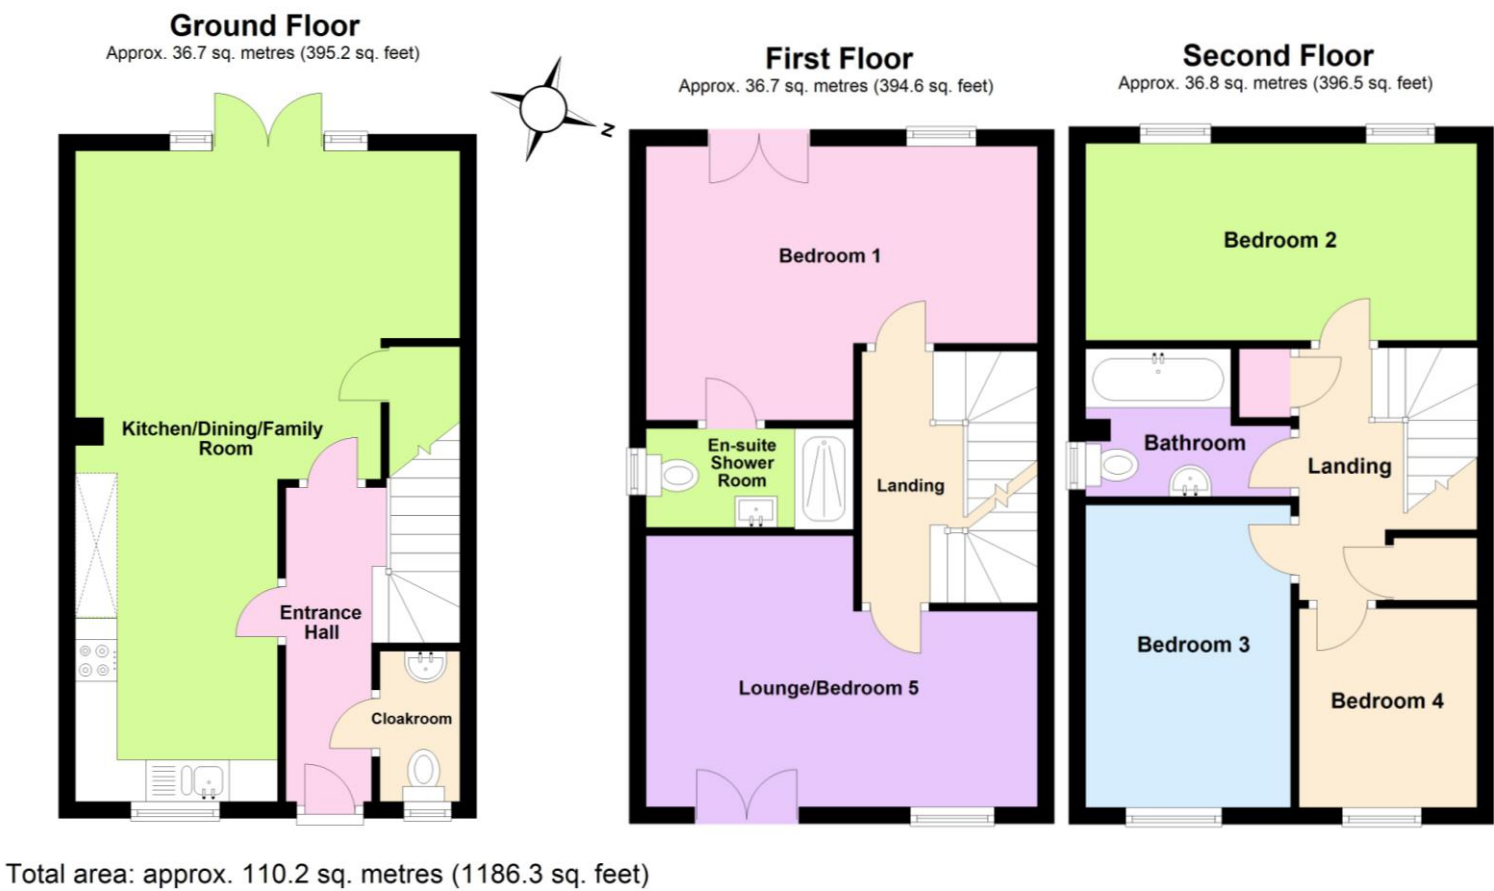 Ground Floor
Approx. 36.7 sq. metres (395.2 sq. feet)
Kitchen/Dining/Family
Room
Entrance
Hall
Cloakroom
N
First Floor
Approx. 36.7 sq. metres (394.6 sq. feet)
Bedroom 1
En-suite
Shower
Room
Landing
Lounge/Bedroom 5
Second Floor
Approx. 36.8 sq. metres (396.5 sq. feet)
Bedroom 2
Bathroom
Landing
Bedroom 3
Bedroom 4
Total area: approx. 110.2 sq. metres (1186.3 sq. feet)